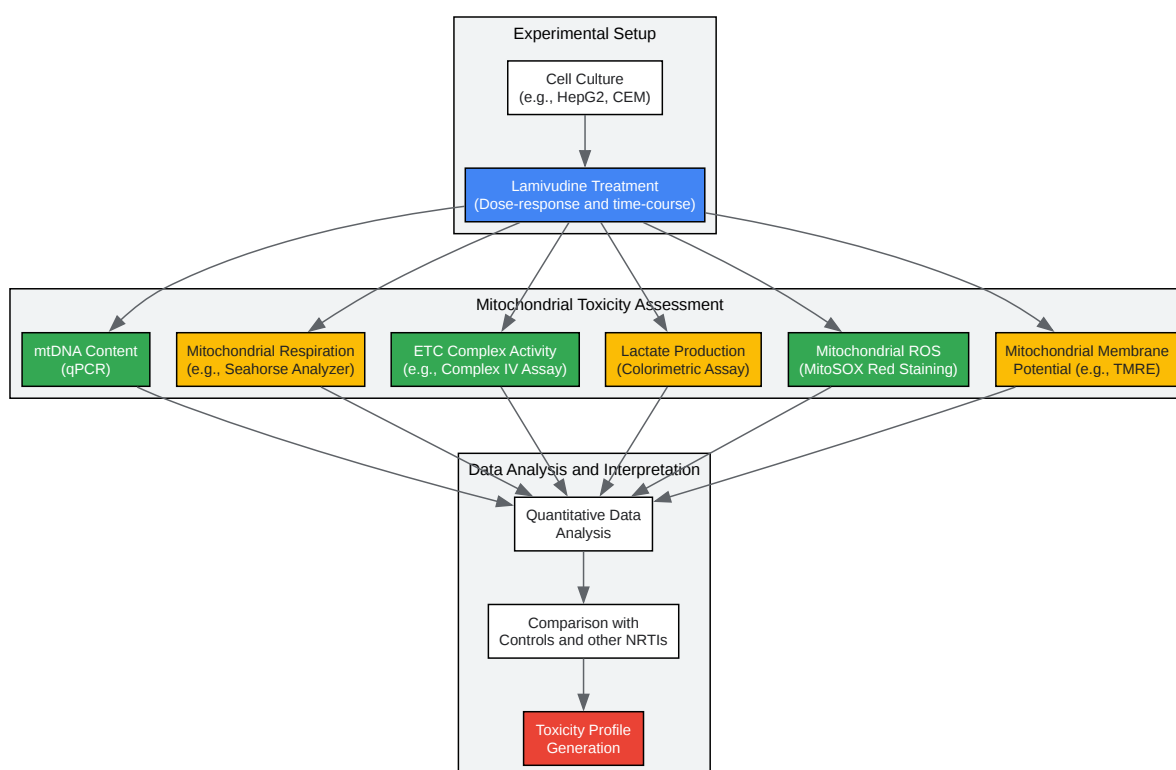 Experimental Setup
Cell Culture
(e.g., HepG2, CEM)
Lamivudine Treatment
(Dose-response and time-course)
Mitochondrial Toxicity Assessment
mtDNA Content
(qPCR)
Mitochondrial Respiration
(e.g., Seahorse Analyzer)
ETC Complex Activity
(e.g., Complex IV Assay)
Lactate Production
(Colorimetric Assay)
Mitochondrial ROS
(MitoSOX Red Staining)
Mitochondrial Membrane
Potential (e.g., TMRE)
Data Analysis and Interpretation
Quantitative Data
Analysis
Comparison with
Controls and other NRTIs
Toxicity Profile
Generation